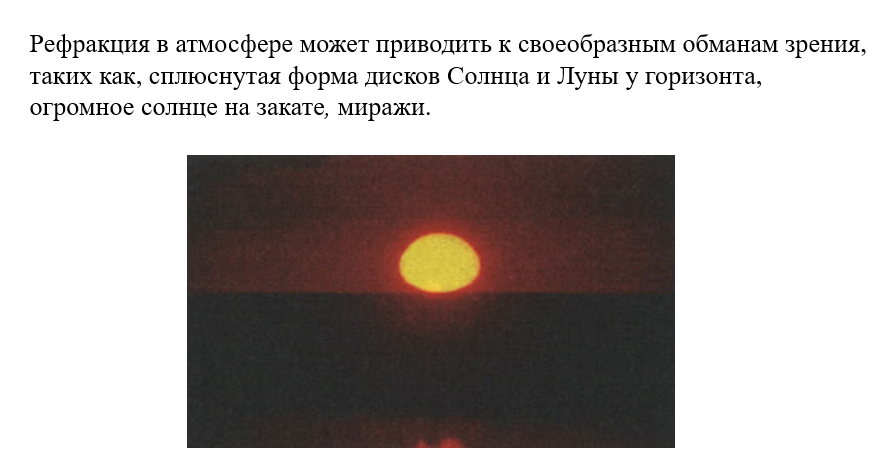 Рефракция в атмосфере может приводить к своеобразным обманам зрения,
таких как, сплюснутая форма дисков Солнца и Луны у горизонта,
огромное солнце на закате, миражи.